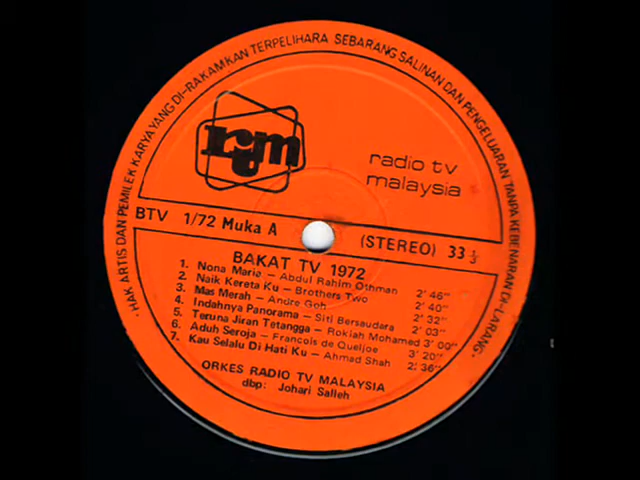 HAK ARTIS DAN PEMILEK KARYA YANG DI-RAKAMKAN TERPELIHARA SEBARANG SALINAN DAN PENGELUARAN TANPA KEBENARAN DI-LARANG
rtm
radio tv
malaysia
BTV 1/72 Muka A (STEREO) 33 1/3
BAKAT TV 1972
1. Nona Maria — Abdul Rahim Othman 2' 46"
2. Naik Kereta Ku — Brothers Two 2' 40"
3. Mas Merah — Andre Goh 2' 32"
4. Indahnya Panorama — Siti Bersaudara 2' 03"
5. Teruna Jiran Tetangga — Rokiah Mohamed 3' 00"
6. Aduh Seroja — Francois de Queljoe 3' 20"
7. Kau Selalu Di Hati Ku — Ahmad Shah 2' 36"
ORKES RADIO TV MALAYSIA
dbp: Johari Salleh